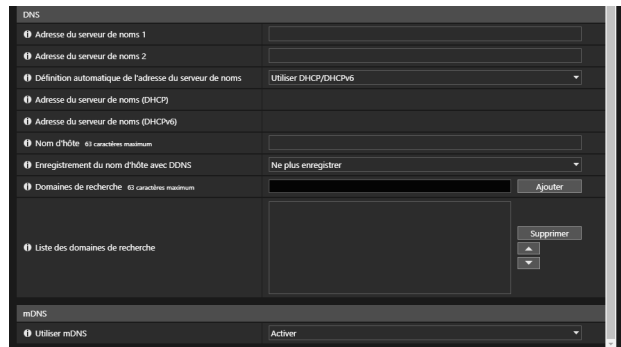 DNS
Adresse du serveur de noms 1
Adresse du serveur de noms 2
Définition automatique de l'adresse du serveur de noms Utiliser DHCP/DHCPv6
Adresse du serveur de noms (DHCP)
Adresse du serveur de noms (DHCPv6)
Nom d'hôte 63 caractères maximum
Enregistrement du nom d'hôte avec DDNS Ne plus enregistrer
Domaines de recherche 63 caractères maximum Ajouter
Supprimer
Liste des domaines de recherche
mDNS
Utiliser mDNS Activer